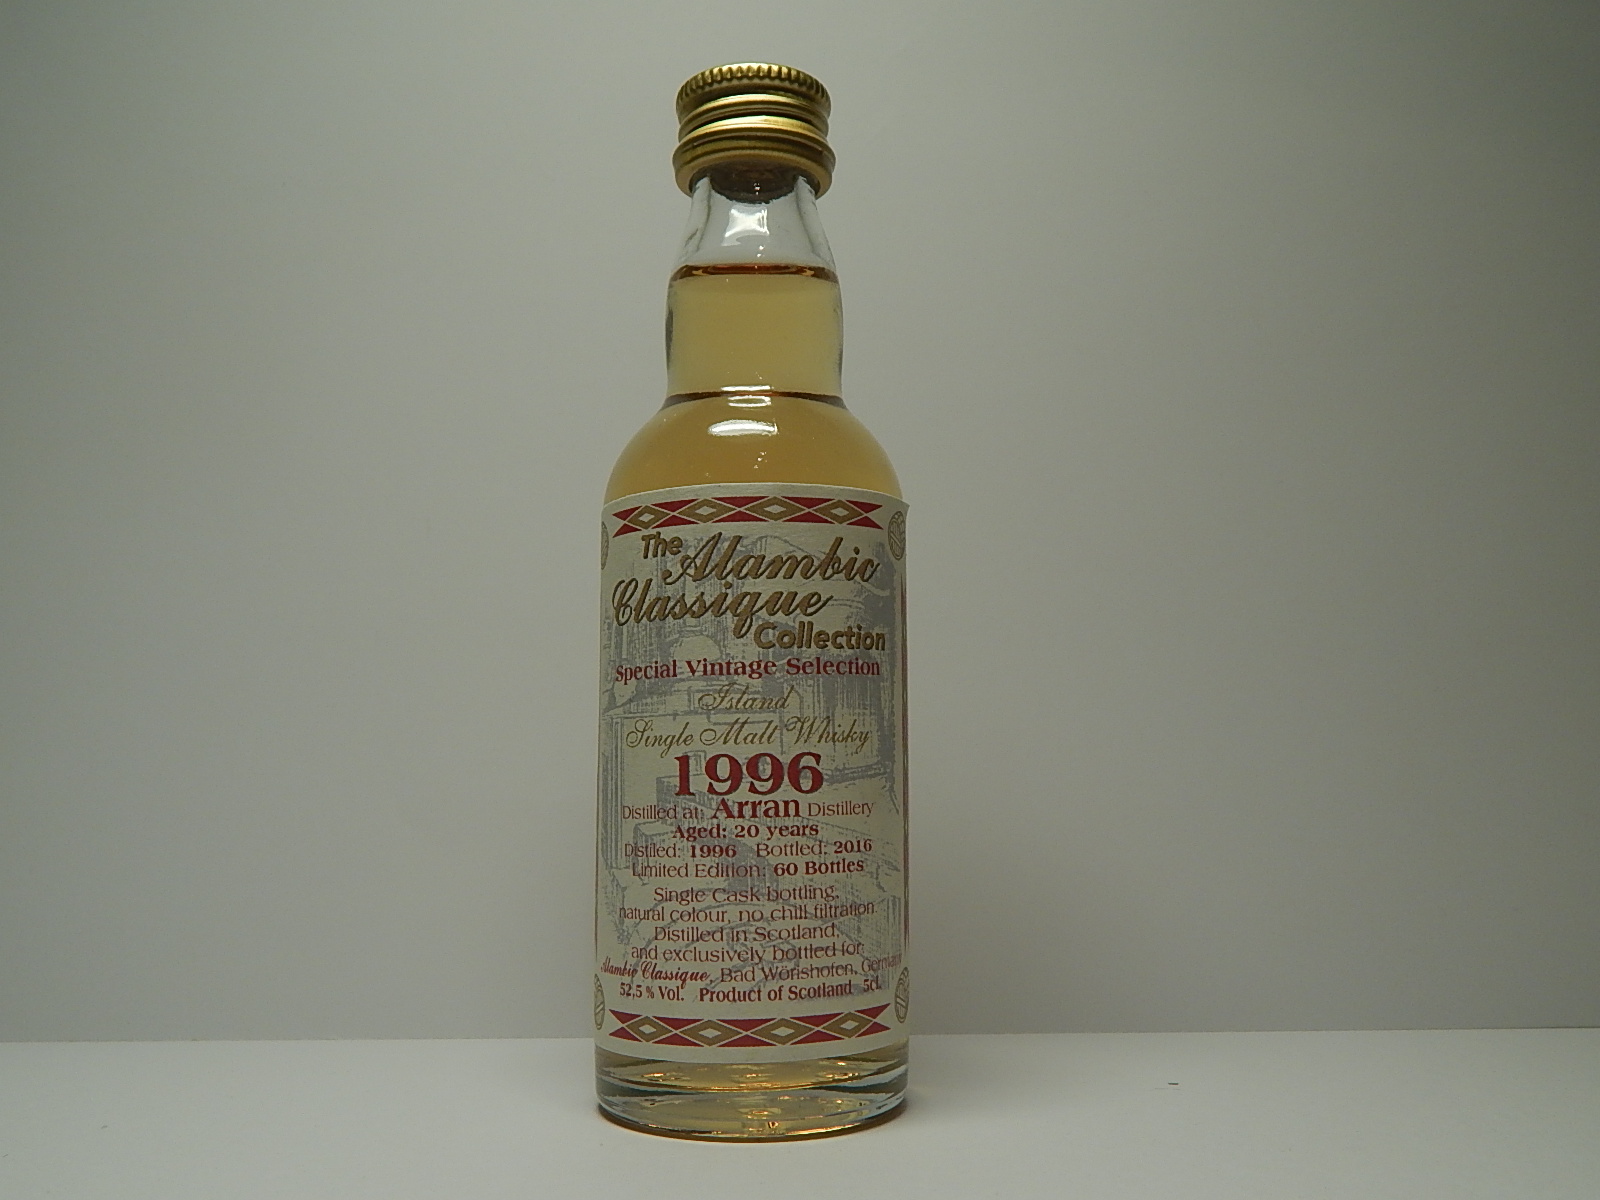 The Alambic
Classique
Collection
Special Vintage Selection
Island
Single Malt Whisky
1996
Distilled at: Arran Distillery
Aged: 20 years
Distilled: 1996 Bottled: 2016
Limited Edition: 60 Bottles
Single Cask bottling,
natural colour, no chill filtration.
Distilled in Scotland,
and exclusively bottled for:
Alambic Classique, Bad Wörishofen, Germany
52,5 % Vol. Product of Scotland 5cl.